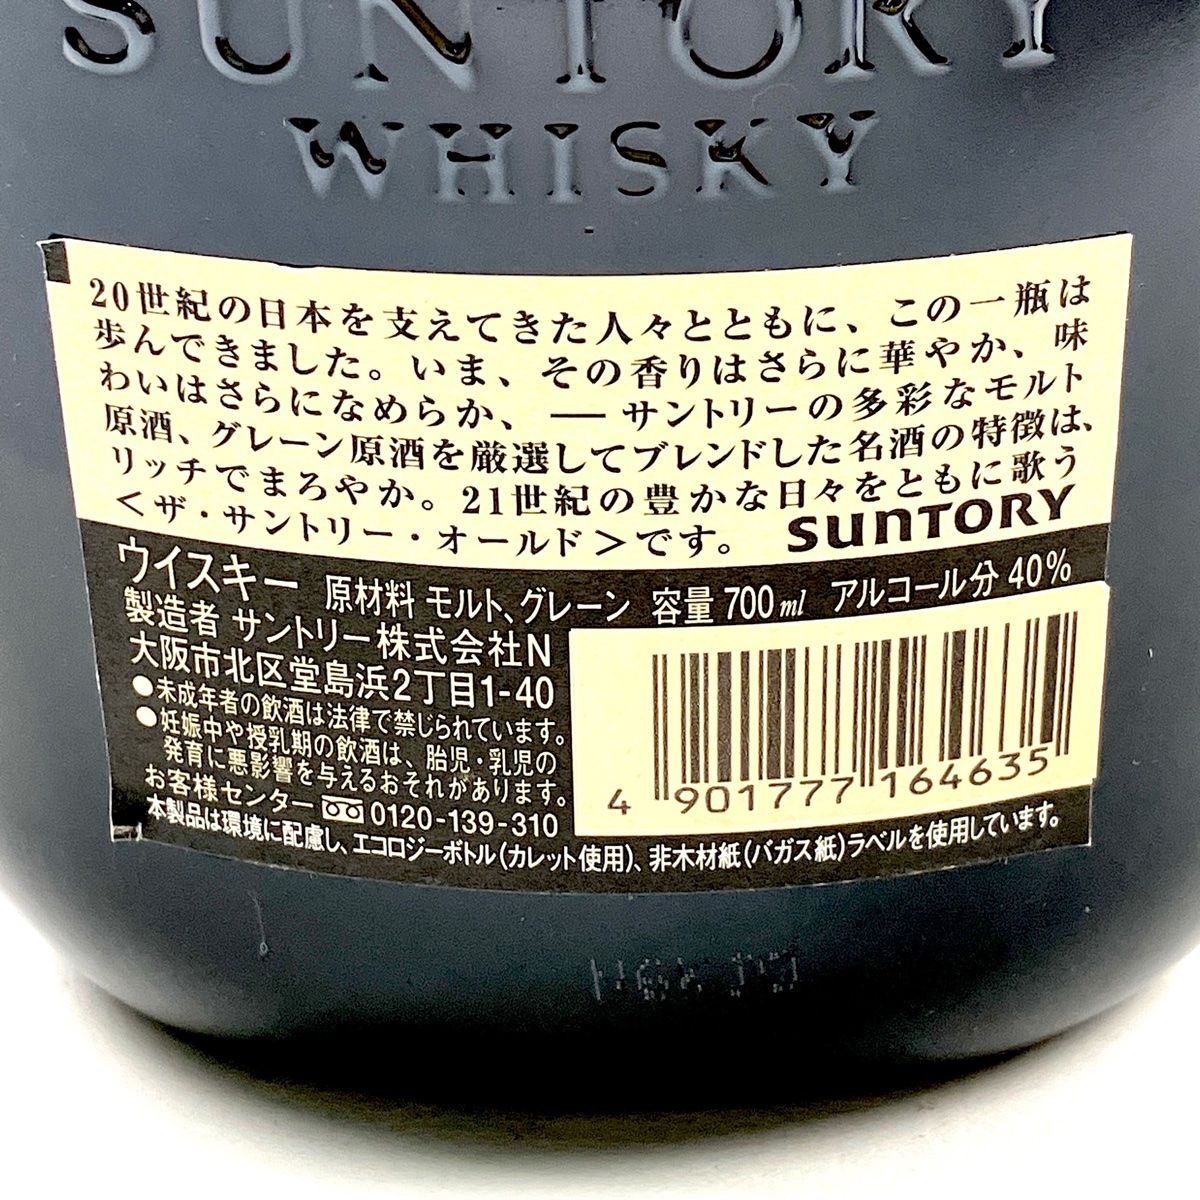 SUNTORY
WHISKY
20世紀の日本を支えてきた人々とともに、この一瓶は
歩んできました。いま、その香りはさらに華やか、味
わいはさらになめらか、—サントリーの多彩なモルト
原酒、グレーン原酒を厳選してブレンドした名酒の特徴は、
リッチでまろやか。21世紀の豊かな日々をともに歌う
＜ザ・サントリー・オールド＞です。 SUNTORY
ウイスキー 原材料 モルト、グレーン 容量 700ml アルコール分 40%
製造者 サントリー株式会社N
大阪市北区堂島浜2丁目1-40
●未成年者の飲酒は法律で禁じられています。
●妊娠中や授乳期の飲酒は、胎児・乳児の
発育に悪影響を与えるおそれがあります。
お客様センター 0120-139-310
4 901777 164635
本製品は環境に配慮し、エコロジーボトル(カレット使用)、非木材紙(バガス紙)ラベルを使用しています。